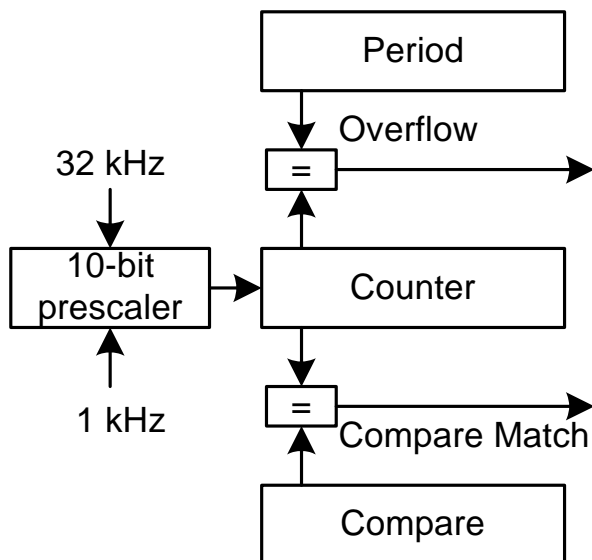 Period
Overflow
=
32 kHz
10-bit
prescaler
Counter
1 kHz
=
Compare Match
Compare